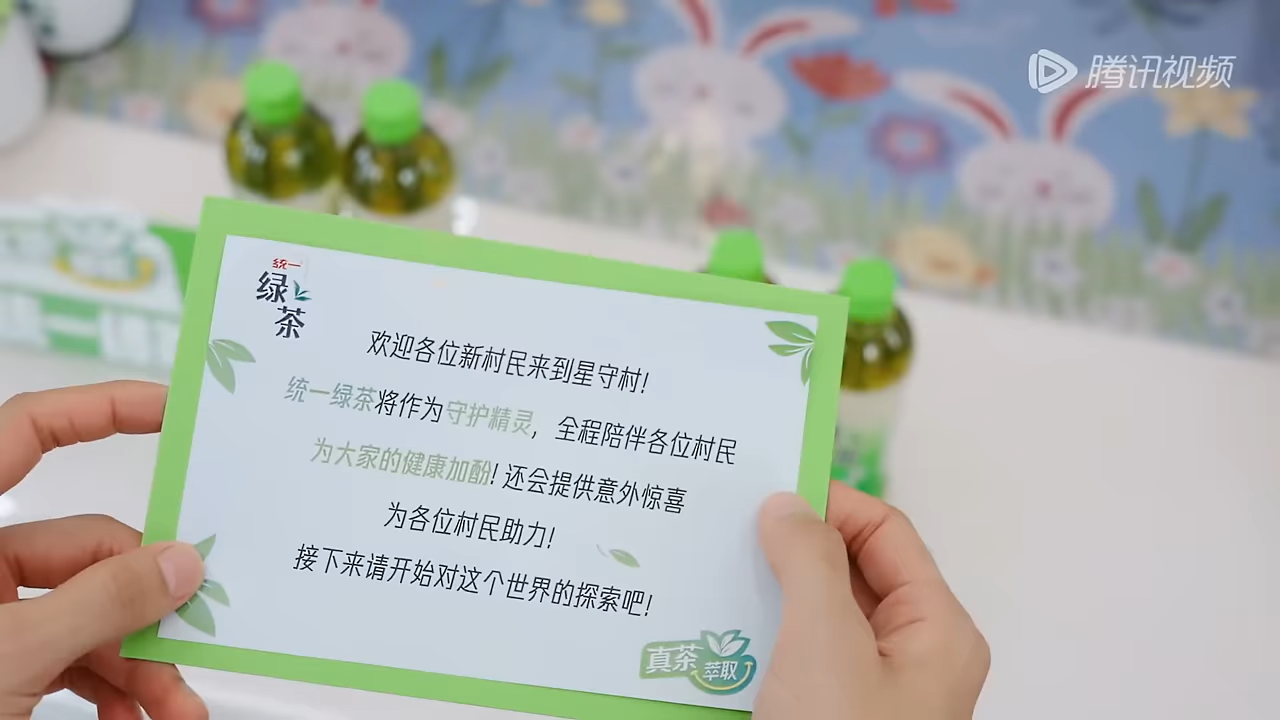 腾讯视频
统一
绿
茶
欢迎各位新村民来到星守村!
统一绿茶将作为守护精灵,全程陪伴各位村民
为大家的健康加酚!还会提供意外惊喜
为各位村民助力!
接下来请开始对这个世界的探索吧!
真茶
萃取